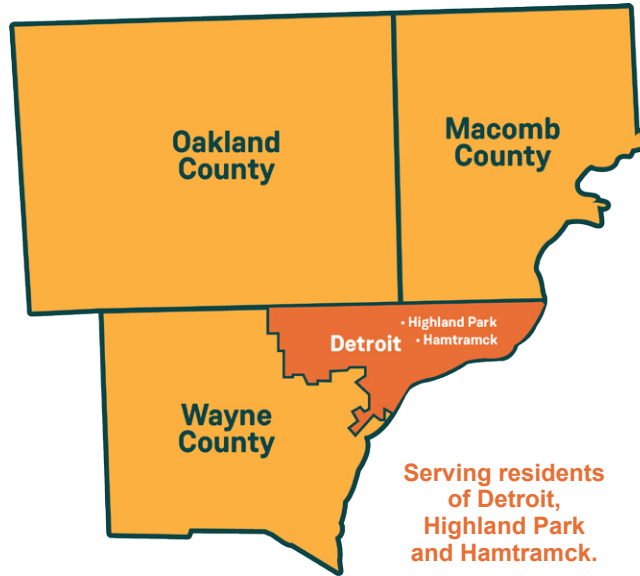 Oakland
County
Macomb
County
• Highland Park
Detroit • Hamtramck
Wayne
County
Serving residents
of Detroit,
Highland Park
and Hamtramck.